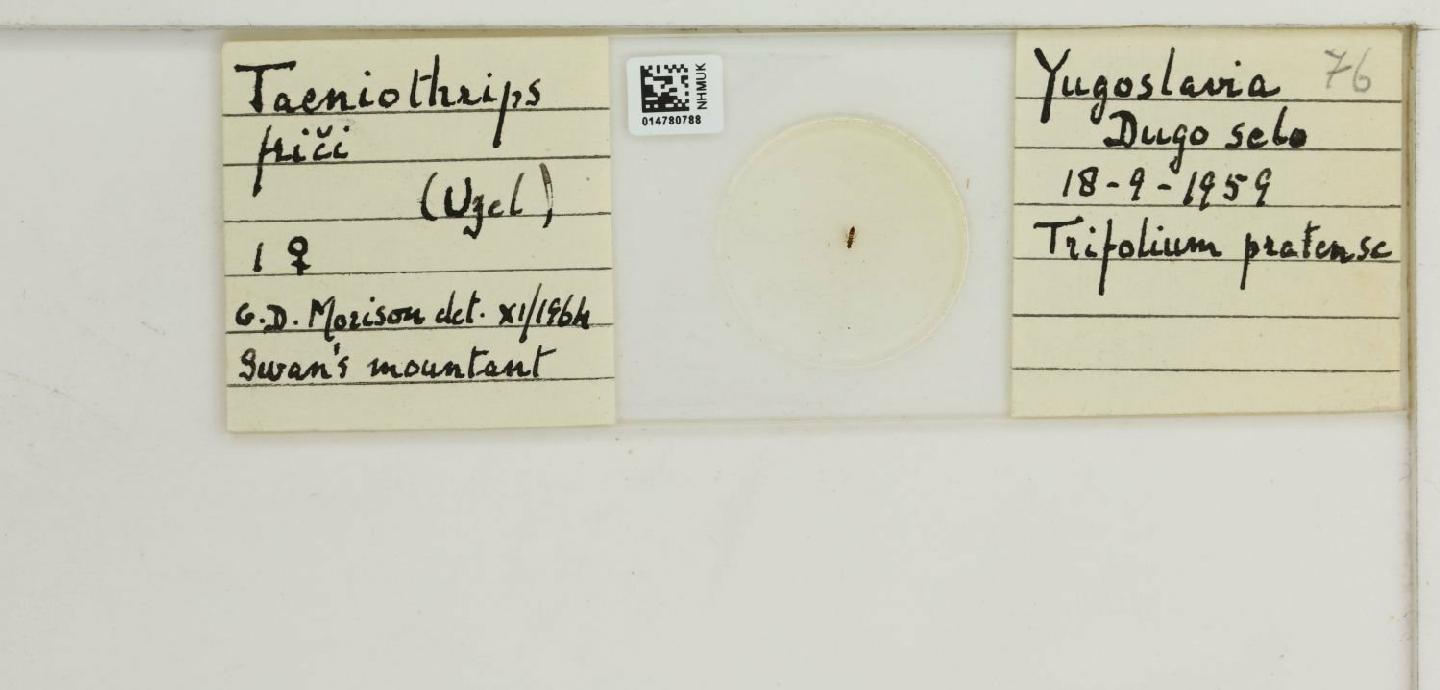 Taeniothrips
friči
(Uzel)
1 ♀
G.D. Morison det. XI/1964
Swan's mountant
NHMUK
014780788
Yugoslavia 76
Dugo selo
18-9-1959
Trifolium pratense